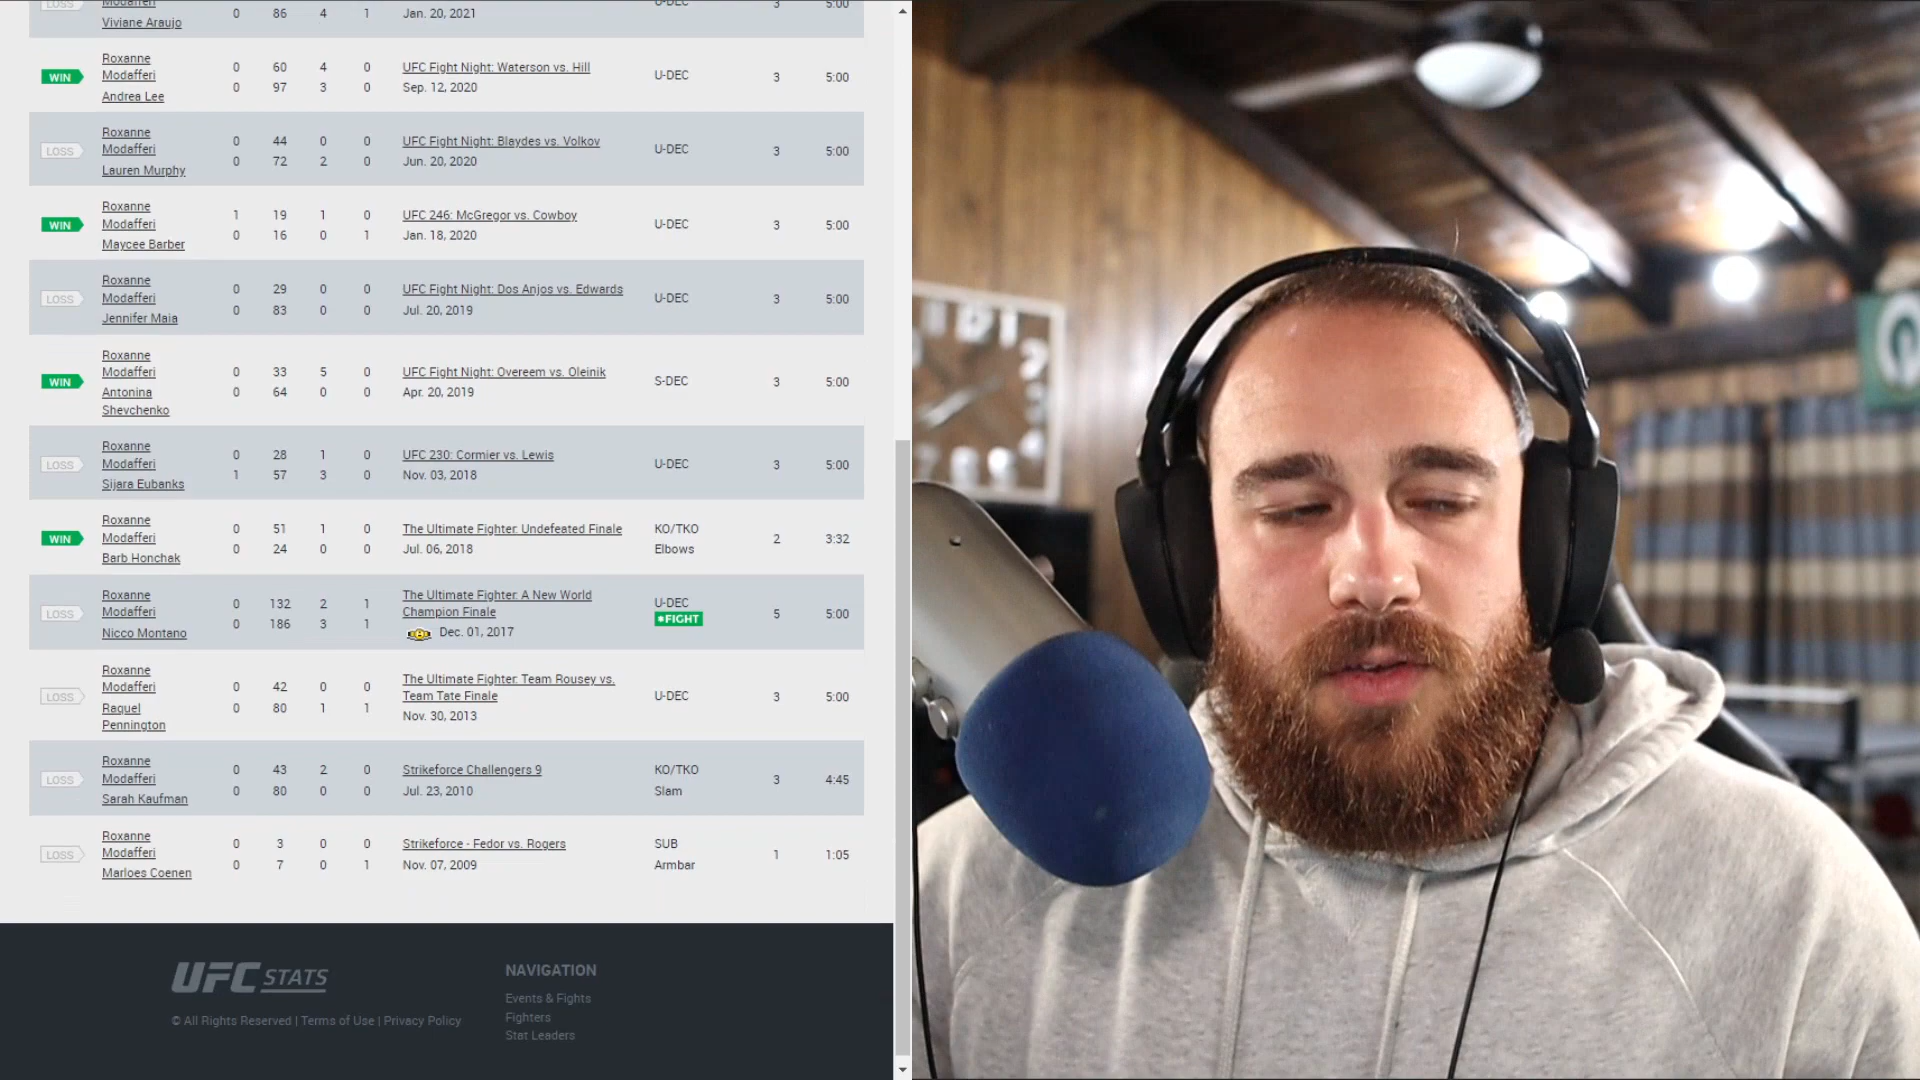 LOSS Modafferi 0 86 4 1 Jan. 20, 2021 U-DEC 3 5:00
Viviane Araujo
WIN Roxanne Modafferi 0 60 4 0 UFC Fight Night: Waterson vs. Hill U-DEC 3 5:00
Andrea Lee 0 97 3 0 Sep. 12, 2020
LOSS Roxanne Modafferi 0 44 0 0 UFC Fight Night: Blaydes vs. Volkov U-DEC 3 5:00
Lauren Murphy 0 72 2 0 Jun. 20, 2020
WIN Roxanne Modafferi 1 19 1 0 UFC 246: McGregor vs. Cowboy U-DEC 3 5:00
Maycee Barber 0 16 0 1 Jan. 18, 2020
LOSS Roxanne Modafferi 0 29 0 0 UFC Fight Night: Dos Anjos vs. Edwards U-DEC 3 5:00
Jennifer Maia 0 83 0 0 Jul. 20, 2019
WIN Roxanne Modafferi 0 33 5 0 UFC Fight Night: Overeem vs. Oleinik S-DEC 3 5:00
Antonina Shevchenko 0 64 0 0 Apr. 20, 2019
LOSS Roxanne Modafferi 0 28 1 0 UFC 230: Cormier vs. Lewis U-DEC 3 5:00
Sijara Eubanks 1 57 3 0 Nov. 03, 2018
WIN Roxanne Modafferi 0 51 1 0 The Ultimate Fighter: Undefeated Finale KO/TKO 2 3:32
Barb Honchak 0 24 0 0 Jul. 06, 2018 Elbows
LOSS Roxanne Modafferi 0 132 2 1 The Ultimate Fighter: A New World Champion Finale U-DEC 5 5:00
Nicco Montano 0 186 3 1 Dec. 01, 2017 *FIGHT
LOSS Roxanne Modafferi 0 42 0 0 The Ultimate Fighter: Team Rousey vs. Team Tate Finale U-DEC 3 5:00
Raquel Pennington 0 80 1 1 Nov. 30, 2013
LOSS Roxanne Modafferi 0 43 2 0 Strikeforce Challengers 9 KO/TKO 3 4:45
Sarah Kaufman 0 80 0 0 Jul. 23, 2010 Slam
LOSS Roxanne Modafferi 0 3 0 0 Strikeforce - Fedor vs. Rogers SUB 1 1:05
Marloes Coenen 0 7 0 1 Nov. 07, 2009 Armbar
UFC STATS
© All Rights Reserved | Terms of Use | Privacy Policy
NAVIGATION
Events & Fights
Fighters
Stat Leaders